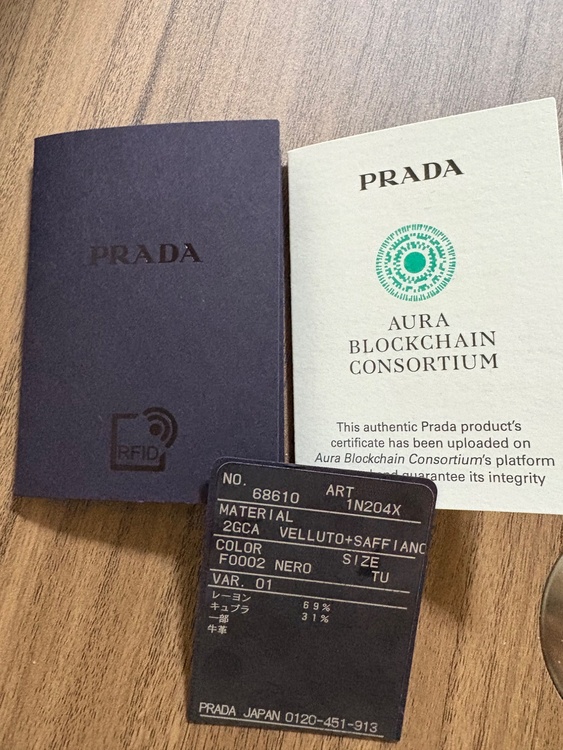 PRADA
RFID
PRADA
AURA
BLOCKCHAIN
CONSORTIUM
This authentic Prada product's
certificate has been uploaded on
Aura Blockchain Consortium's platform
guarantee its integrity
NO. 68610 ART 1N204X
MATERIAL
2GCA VELLUTO+SAFFIANO
COLOR SIZE
F0002 NERO TU
VAR. 01
レーヨン 69%
キュプラ 31%
一部
牛革
PRADA JAPAN 0120-451-913